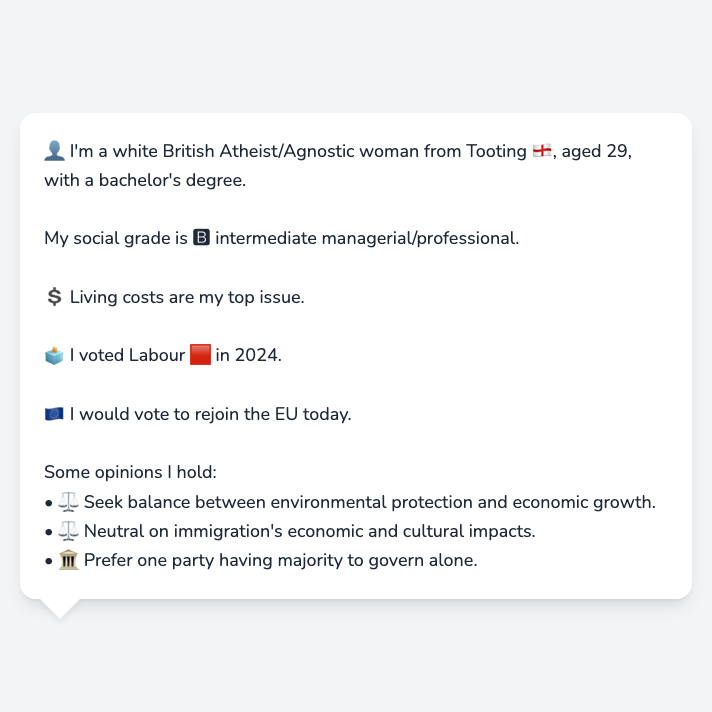 👤 I'm a white British Atheist/Agnostic woman from Tooting 🏴󠁧󠁢󠁥󠁮󠁧󠁿, aged 29,
with a bachelor's degree.
My social grade is 🅱 intermediate managerial/professional.
💲 Living costs are my top issue.
🗳️ I voted Labour 🟥 in 2024.
🇪🇺 I would vote to rejoin the EU today.
Some opinions I hold:
• ⚖️ Seek balance between environmental protection and economic growth.
• ⚖️ Neutral on immigration's economic and cultural impacts.
• 🏛️ Prefer one party having majority to govern alone.